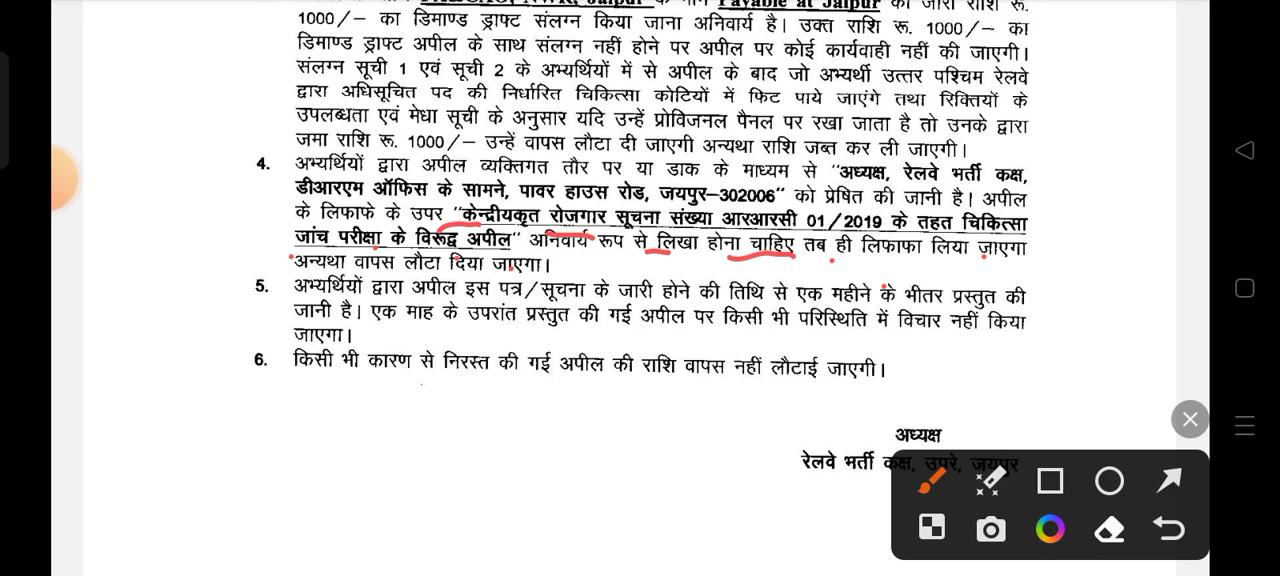 Payable at Jaipur को जारी राशि रू.
1000/– का डिमाण्ड ड्राफ्ट संलग्न किया जाना अनिवार्य है। उक्त राशि रू. 1000/– का
डिमाण्ड ड्राफ्ट अपील के साथ संलग्न नहीं होने पर अपील पर कोई कार्यवाही नहीं की जाएगी।
संलग्न सूची 1 एवं सूची 2 के अभ्यर्थियों में से अपील के बाद जो अभ्यर्थी उत्तर पश्चिम रेलवे
द्वारा अधिसूचित पद की निर्धारित चिकित्सा कोटियों में फिट पाये जाएंगे तथा रिक्तियों के
उपलब्धता एवं मेधा सूची के अनुसार यदि उन्हें प्रोविजनल पैनल पर रखा जाता है तो उनके द्वारा
जमा राशि रू. 1000/– उन्हें वापस लौटा दी जाएगी अन्यथा राशि जब्त कर ली जाएगी।
4. अभ्यर्थियों द्वारा अपील व्यक्तिगत तौर पर या डाक के माध्यम से "अध्यक्ष, रेलवे भर्ती कक्ष,
डीआरएम ऑफिस के सामने, पावर हाउस रोड, जयपुर–302006" को प्रेषित की जानी है। अपील
के लिफाफे के उपर "केन्द्रीयकृत रोजगार सूचना संख्या आरआरसी 01/2019 के तहत चिकित्सा
जांच परीक्षा के विरूद्ध अपील" अनिवार्य रूप से लिखा होना चाहिए तब ही लिफाफा लिया जाएगा
अन्यथा वापस लौटा दिया जाएगा।
5. अभ्यर्थियों द्वारा अपील इस पत्र/सूचना के जारी होने की तिथि से एक महीने के भीतर प्रस्तुत की
जानी है। एक माह के उपरांत प्रस्तुत की गई अपील पर किसी भी परिस्थिति में विचार नहीं किया
जाएगा।
6. किसी भी कारण से निरस्त की गई अपील की राशि वापस नहीं लौटाई जाएगी।
अध्यक्ष
रेलवे भर्ती कक्ष, उपरे, जयपुर